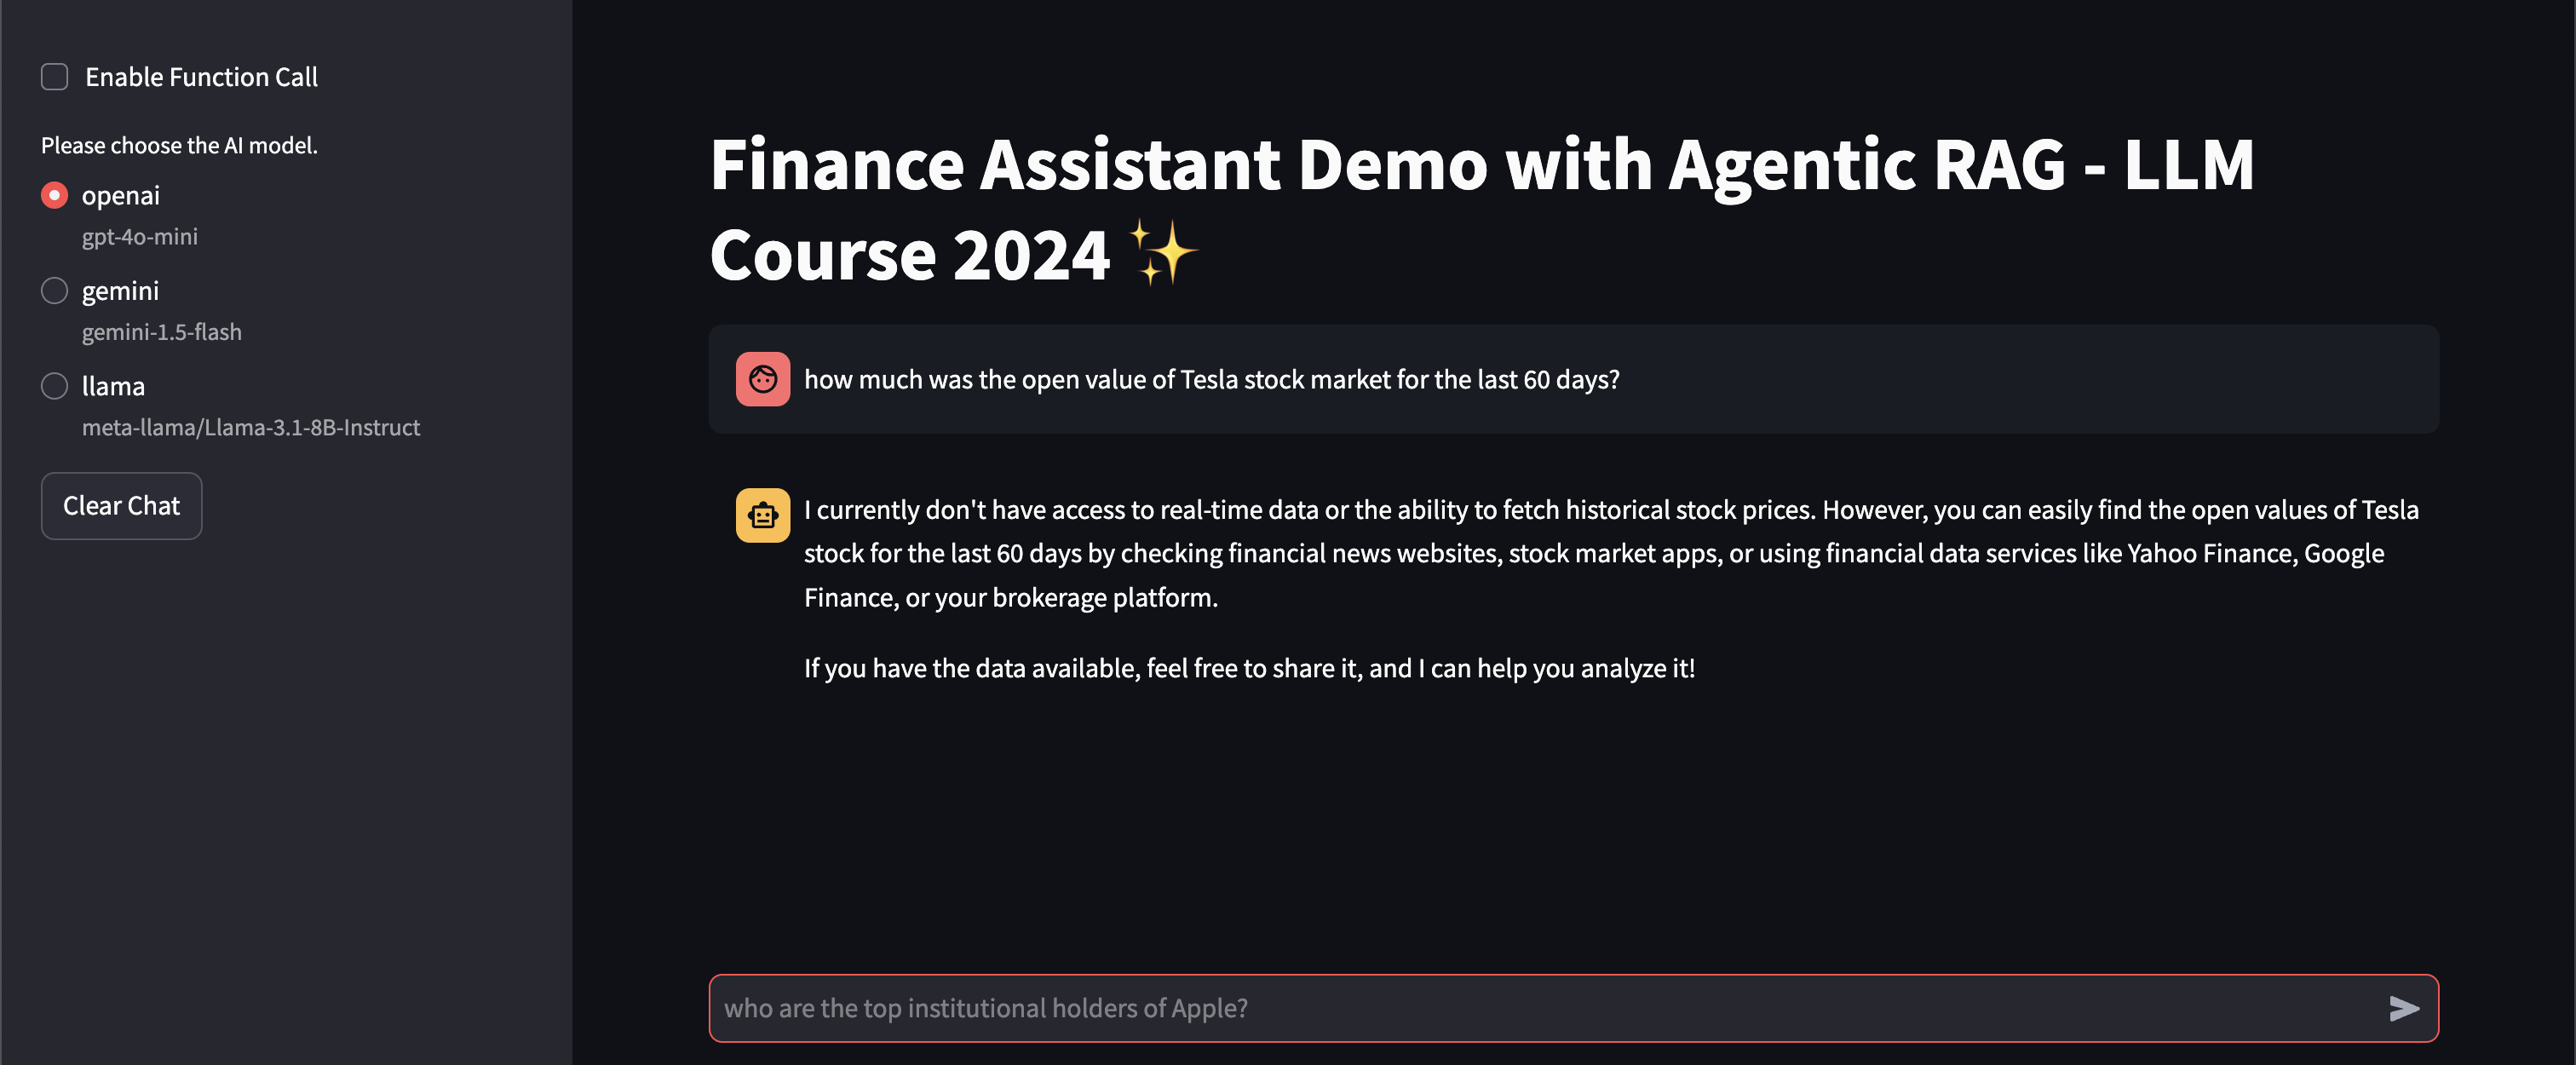 Enable Function Call
Please choose the AI model.
openai
gpt-4o-mini
gemini
gemini-1.5-flash
llama
meta-llama/Llama-3.1-8B-Instruct
Clear Chat
Finance Assistant Demo with Agentic RAG - LLM
Course 2024 ✨
how much was the open value of Tesla stock market for the last 60 days?
I currently don't have access to real-time data or the ability to fetch historical stock prices. However, you can easily find the open values of Tesla
stock for the last 60 days by checking financial news websites, stock market apps, or using financial data services like Yahoo Finance, Google
Finance, or your brokerage platform.
If you have the data available, feel free to share it, and I can help you analyze it!
who are the top institutional holders of Apple?